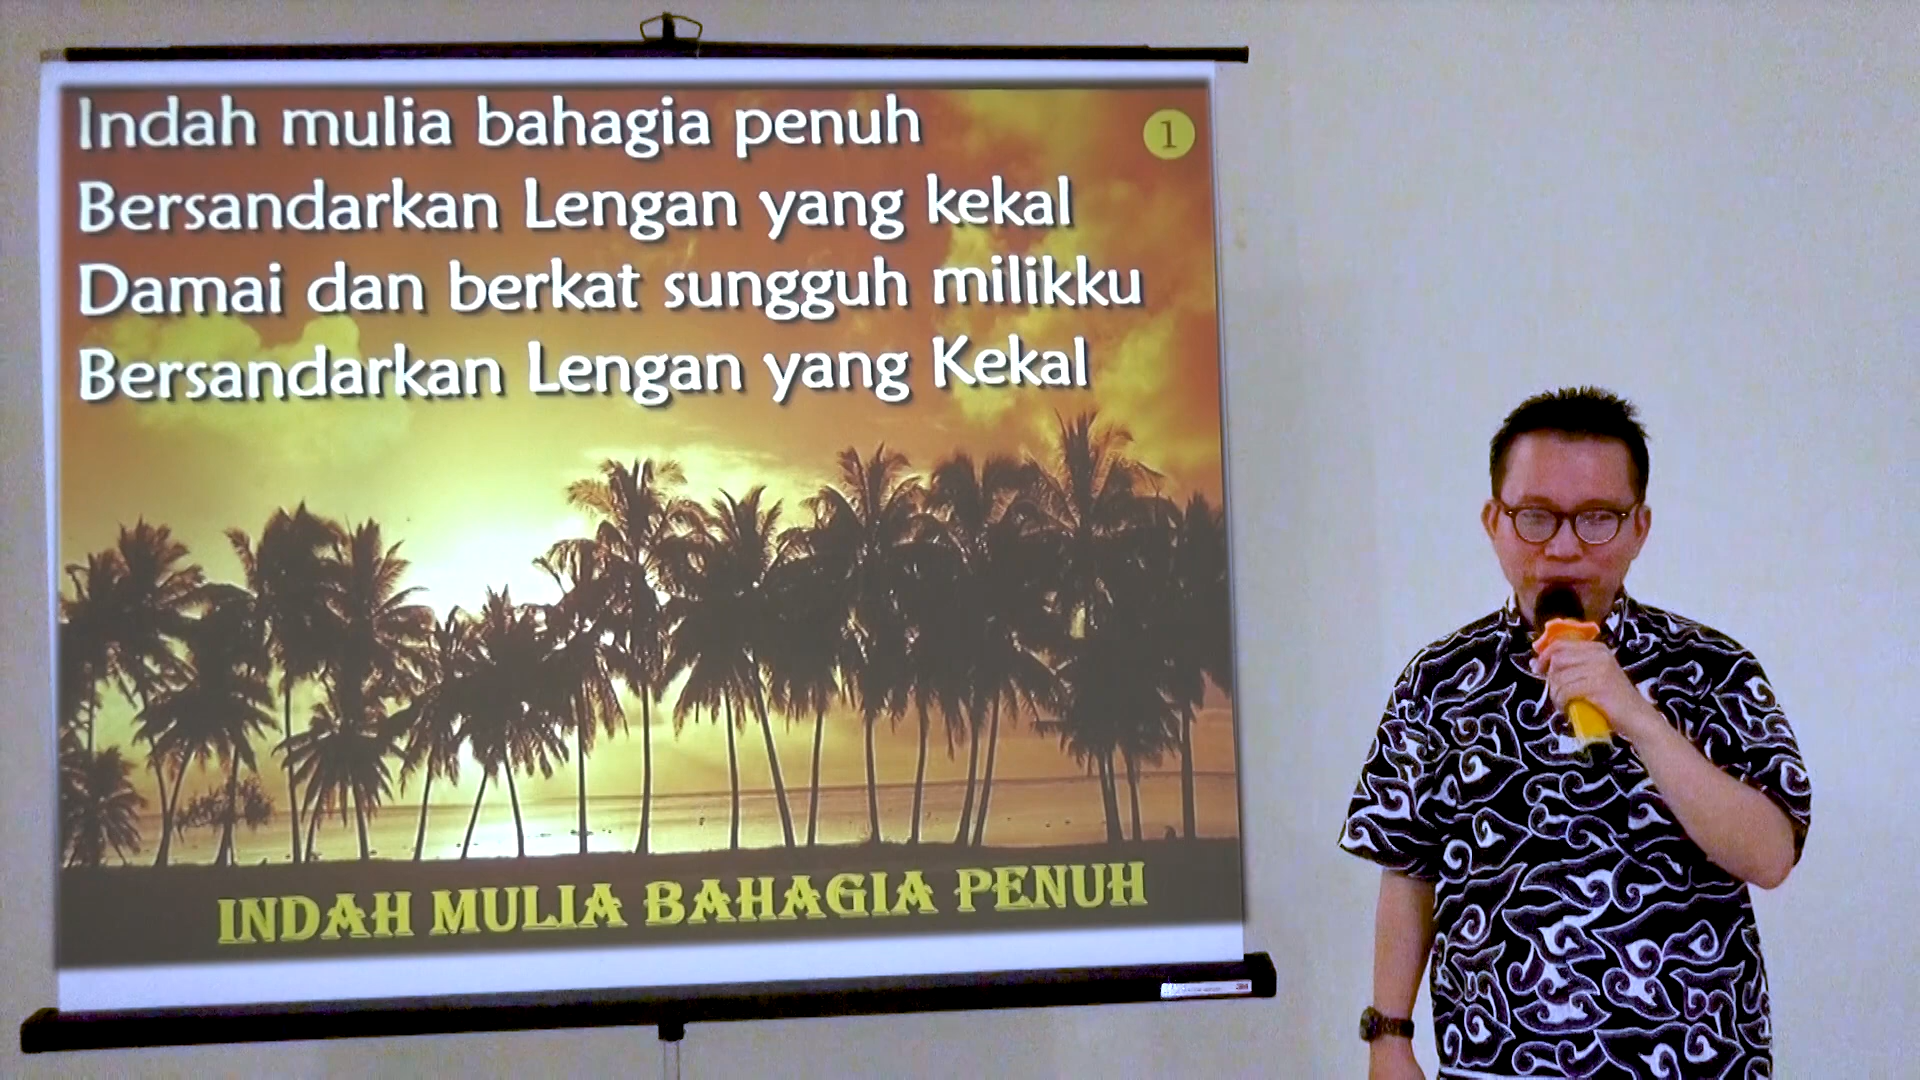 Indah mulia bahagia penuh
1
Bersandarkan Lengan yang kekal
Damai dan berkat sungguh milikku
Bersandarkan Lengan yang Kekal
INDAH MULIA BAHAGIA PENUH
3M